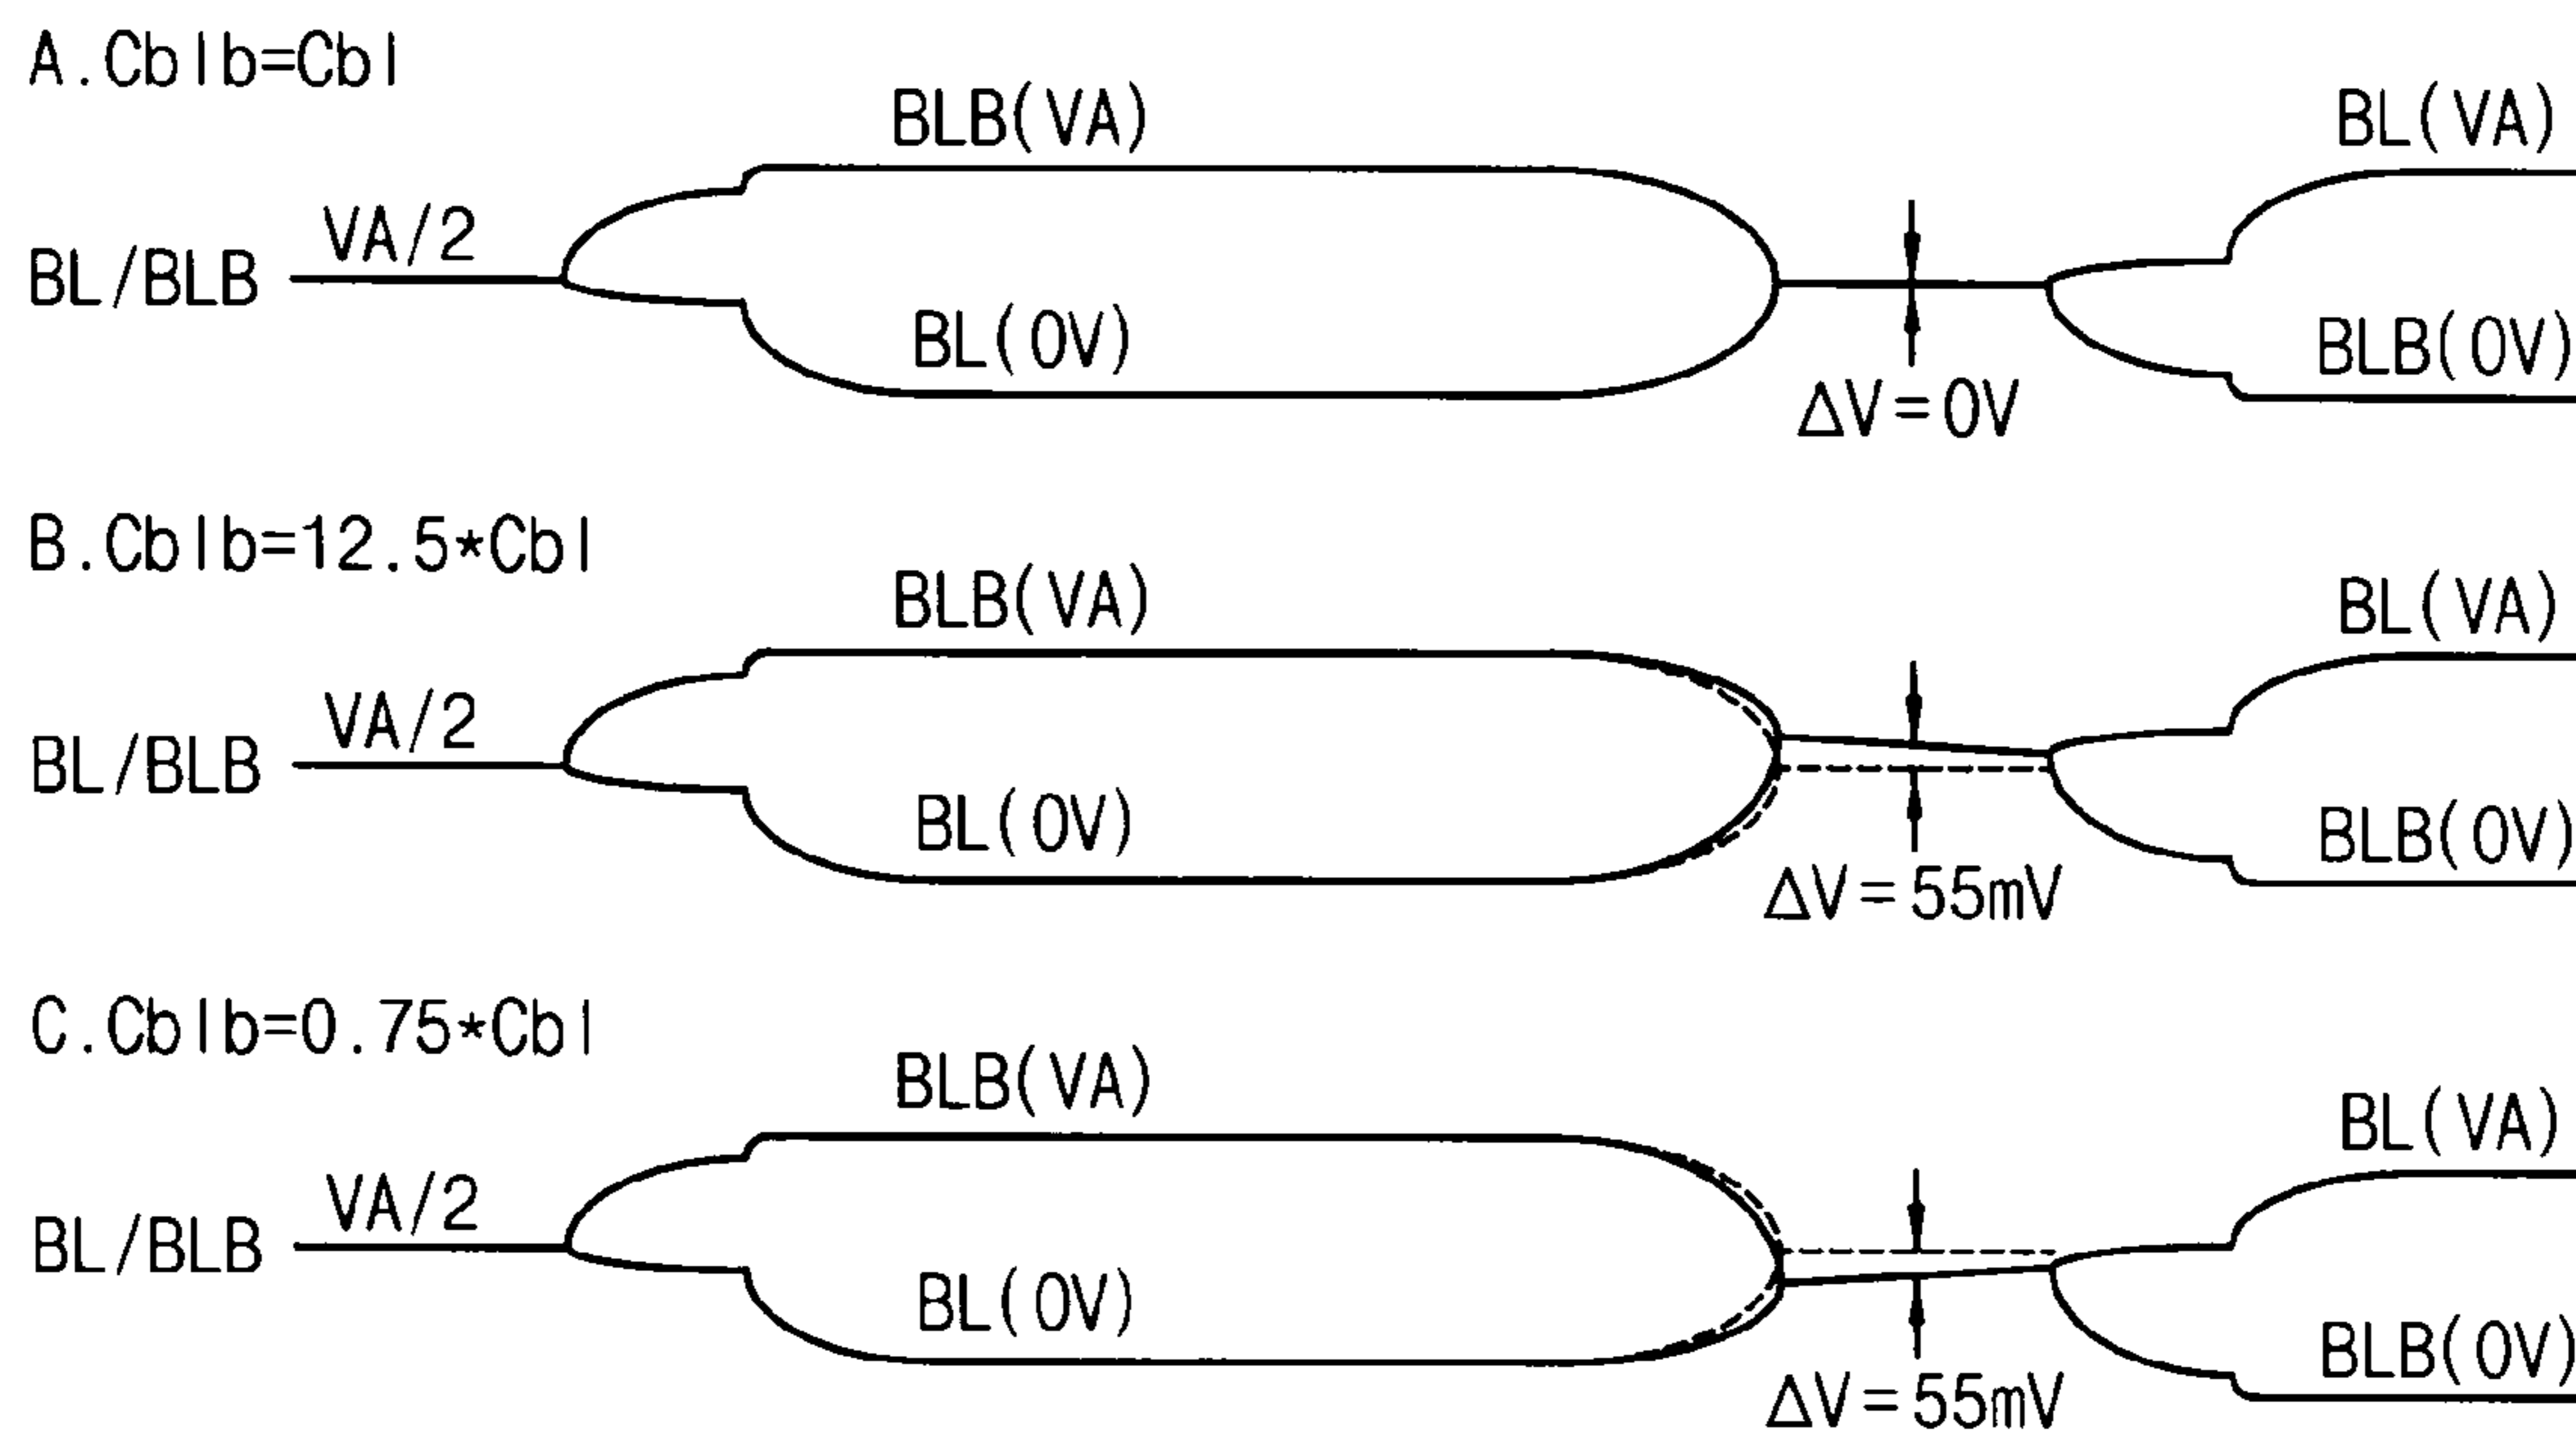 A.Cblb=Cbl
BLB(VA)
BL(VA)
VA/2
BL/BLB
BL(0V)
BLB(0V)
ΔV=0V
B.Cblb=12.5*Cbl
BLB(VA)
BL(VA)
VA/2
BL/BLB
BL(0V)
BLB(0V)
ΔV=55mV
C.Cblb=0.75*Cbl
BLB(VA)
BL(VA)
VA/2
BL/BLB
BL(0V)
BLB(0V)
ΔV=55mV